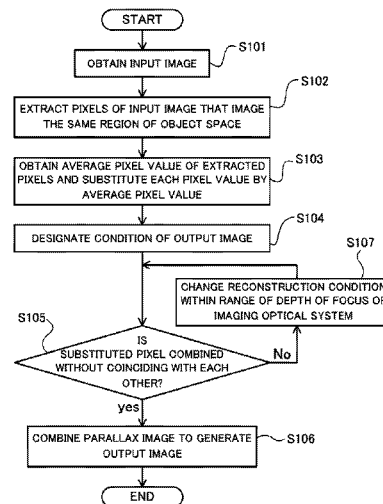 START
S101
OBTAIN INPUT IMAGE
S102
EXTRACT PIXELS OF INPUT IMAGE THAT IMAGE
THE SAME REGION OF OBJECT SPACE
S103
OBTAIN AVERAGE PIXEL VALUE OF EXTRACTED
PIXELS AND SUBSTITUTE EACH PIXEL VALUE BY
AVERAGE PIXEL VALUE
S104
DESIGNATE CONDITION OF OUTPUT IMAGE
S107
CHANGE RECONSTRUCTION CONDITION
WITHIN RANGE OF DEPTH OF FOCUS OF
IMAGING OPTICAL SYSTEM
S105
IS
SUBSTITUTED PIXEL COMBINED
WITHOUT COINCIDING WITH EACH
OTHER?
No
yes
S106
COMBINE PARALLAX IMAGE TO GENERATE
OUTPUT IMAGE
END